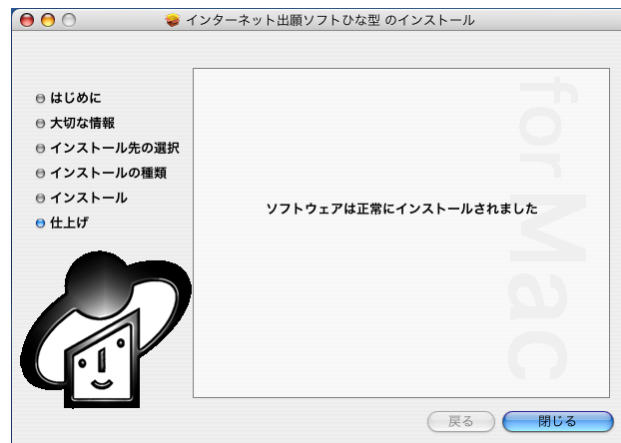 インターネット出願ソフトひな型 のインストール
はじめに
大切な情報
インストール先の選択
インストールの種類
インストール
仕上げ
ソフトウェアは正常にインストールされました
for Mac
戻る
閉じる